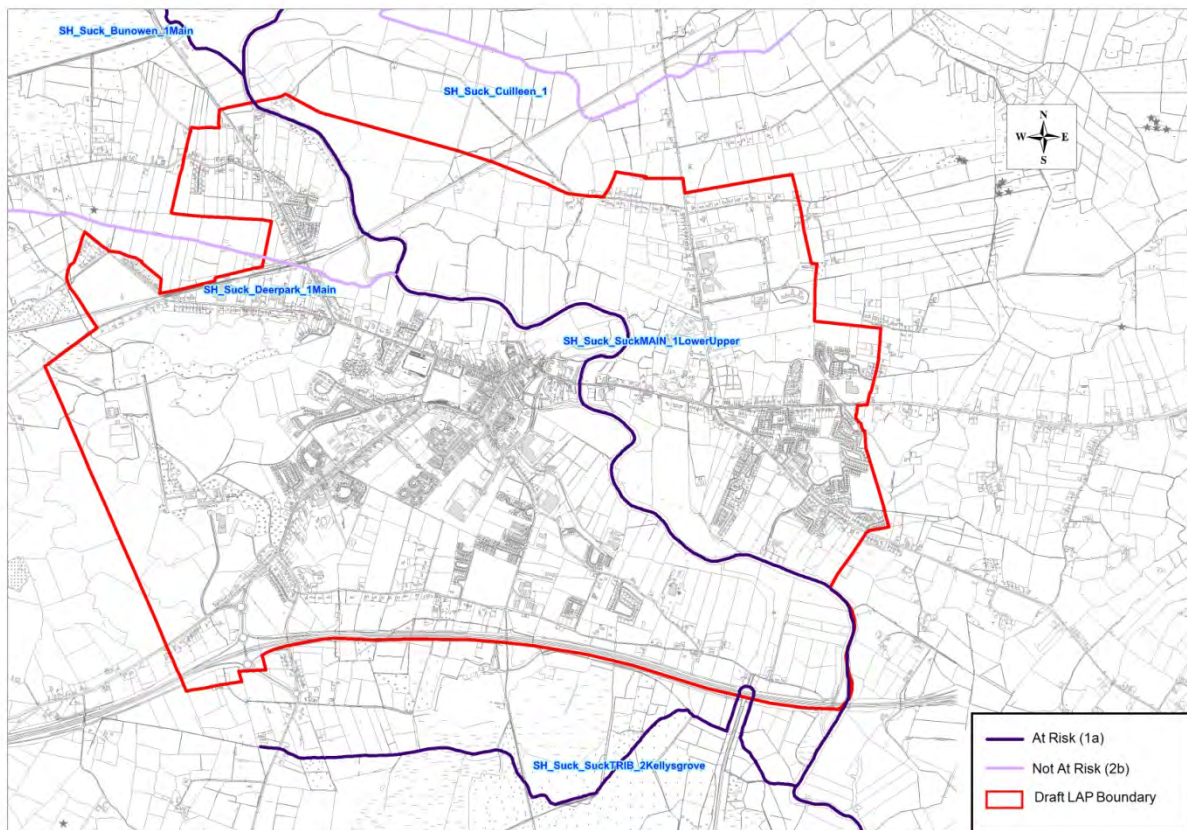 SH_Suck_Bunowen_1Main
SH_Suck_Cuilleen_1
N
W E
S
SH_Suck_Deerpark_1Main
SH_Suck_SuckMAIN_1LowerUpper
SH_Suck_SuckTRIB_2Kellysgrove
At Risk (1a)
Not At Risk (2b)
Draft LAP Boundary